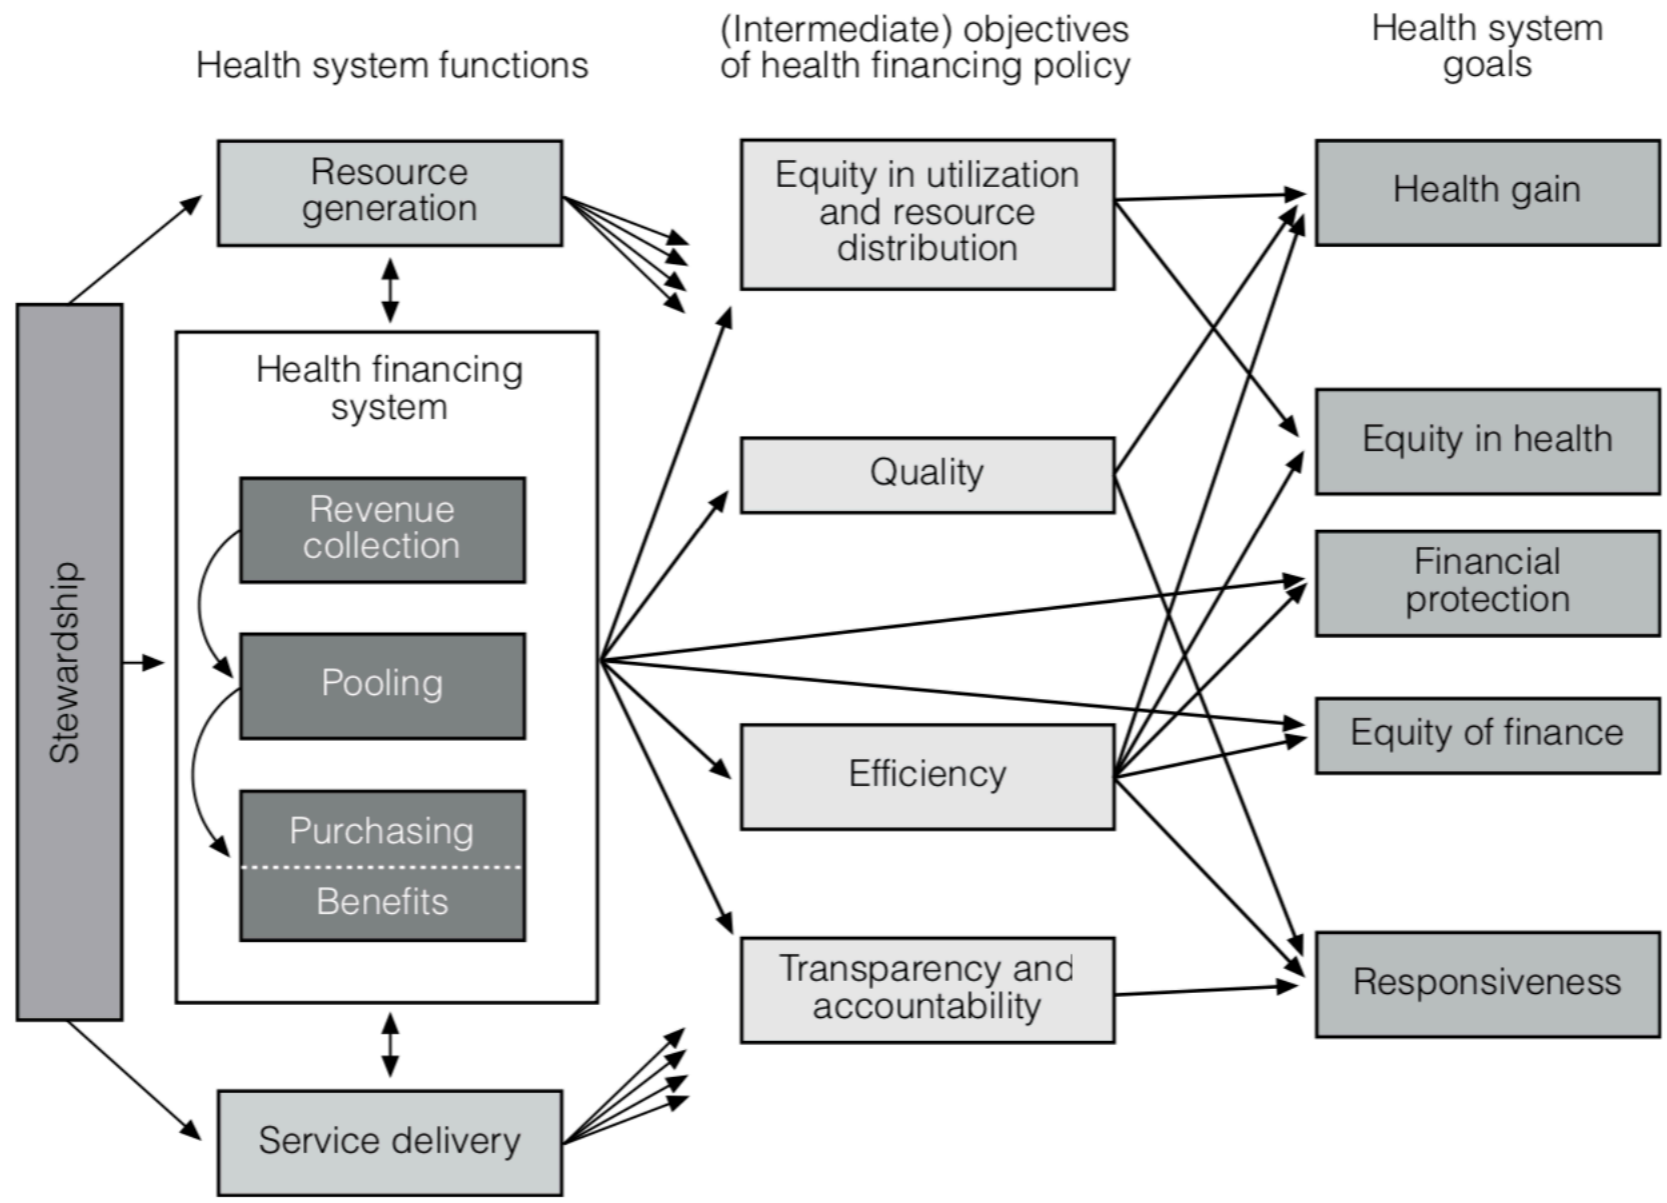 Health system functions
(Intermediate) objectives
of health financing policy
Health system
goals
Stewardship
Resource
generation
Health financing
system
Revenue
collection
Pooling
Purchasing
Benefits
Service delivery
Equity in utilization
and resource
distribution
Quality
Efficiency
Transparency and
accountability
Health gain
Equity in health
Financial
protection
Equity of finance
Responsiveness